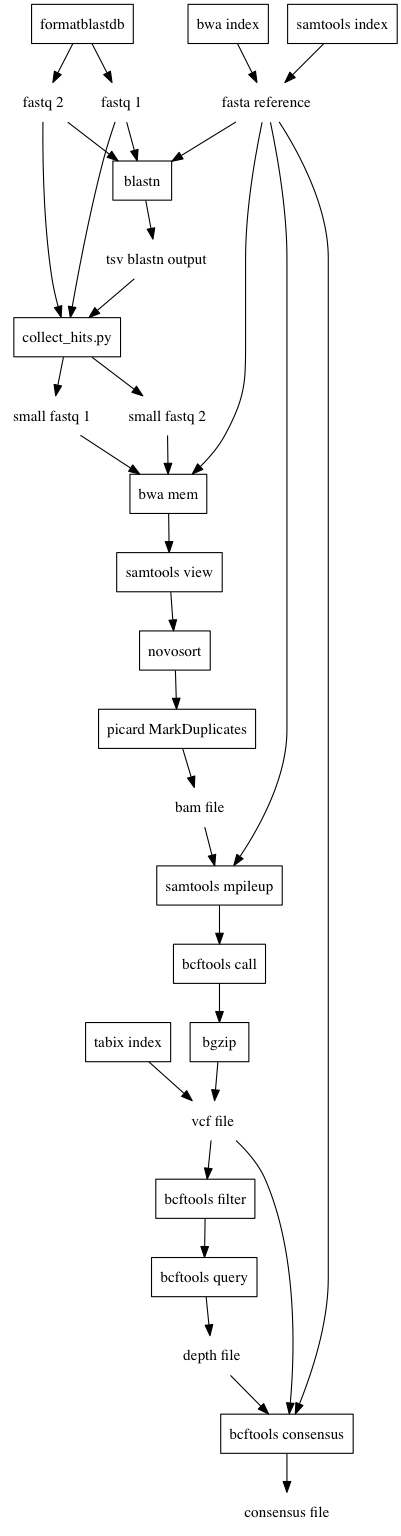 formatblastdb
bwa index
samtools index
fastq 2
fastq 1
fasta reference
blastn
tsv blastn output
collect_hits.py
small fastq 1
small fastq 2
bwa mem
samtools view
novosort
picard MarkDuplicates
bam file
samtools mpileup
bcftools call
tabix index
bgzip
vcf file
bcftools filter
bcftools query
depth file
bcftools consensus
consensus file